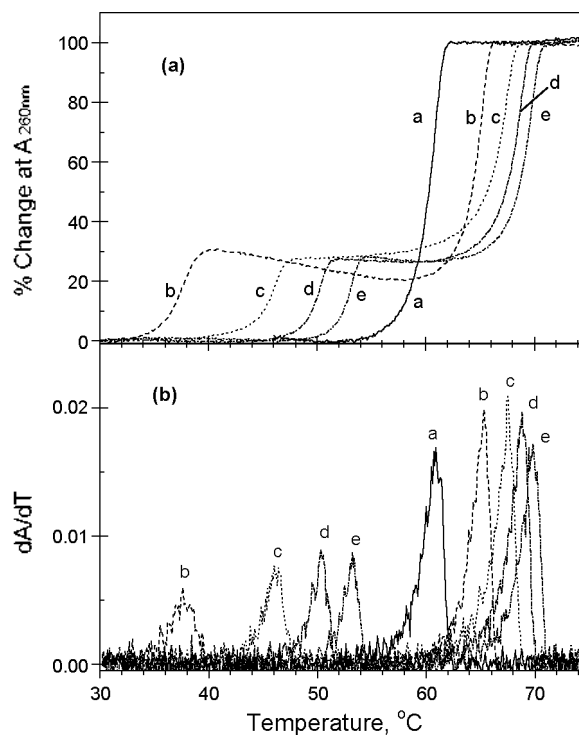 100
(a)
80
d
a
b
c
e
60
% Change at A 260nm
40
b
c
d
e
20
a
0
(b)
c
0.02
b
d
e
a
dA/dT
0.01
d
c
e
b
0.00
30 40 50 60 70
Temperature, °C